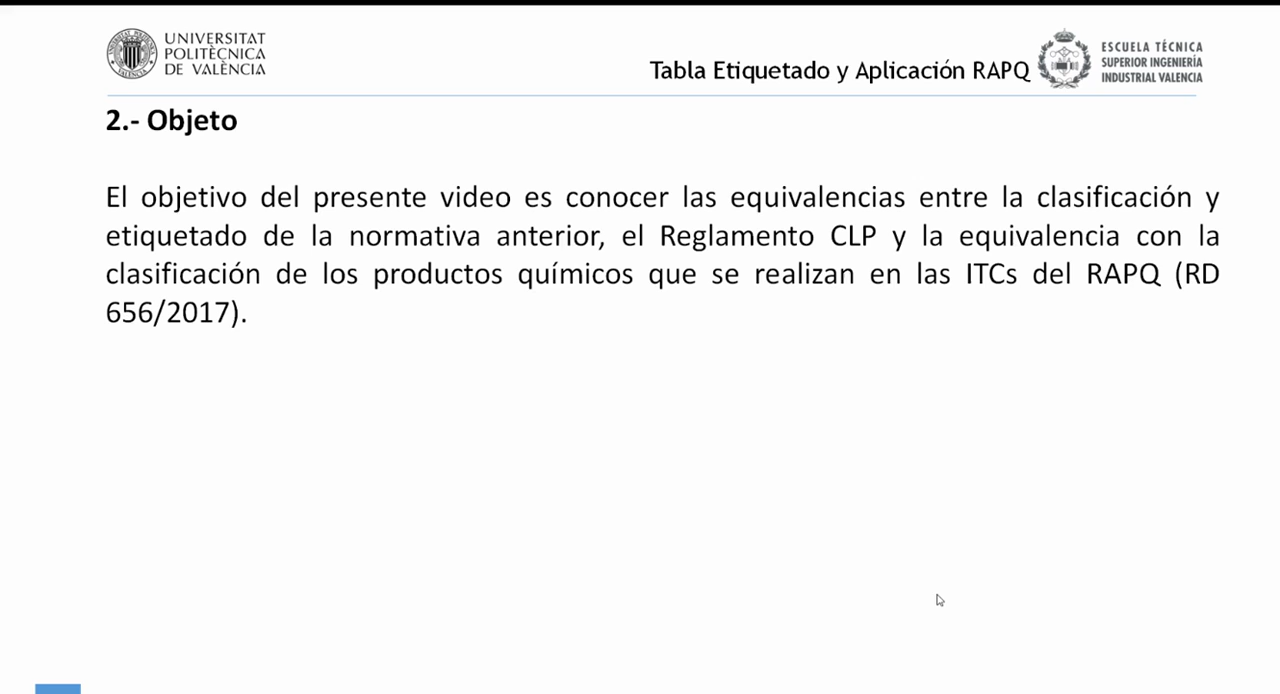 UNIVERSITAT
POLITÈCNICA
DE VALÈNCIA
Tabla Etiquetado y Aplicación RAPQ
ESCUELA TÉCNICA
SUPERIOR INGENIERÍA
INDUSTRIAL VALENCIA
2.- Objeto
El objetivo del presente video es conocer las equivalencias entre la clasificación y
etiquetado de la normativa anterior, el Reglamento CLP y la equivalencia con la
clasificación de los productos químicos que se realizan en las ITCs del RAPQ (RD
656/2017).